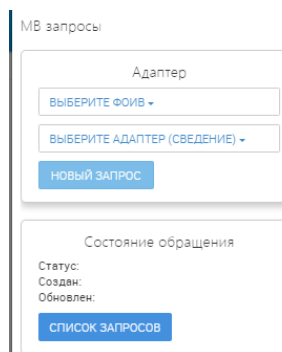 МВ запросы
Адаптер
ВЫБЕРИТЕ ФОИВ
ВЫБЕРИТЕ АДАПТЕР (СВЕДЕНИЕ)
НОВЫЙ ЗАПРОС
Состояние обращения
Статус:
Создан:
Обновлен:
СПИСОК ЗАПРОСОВ